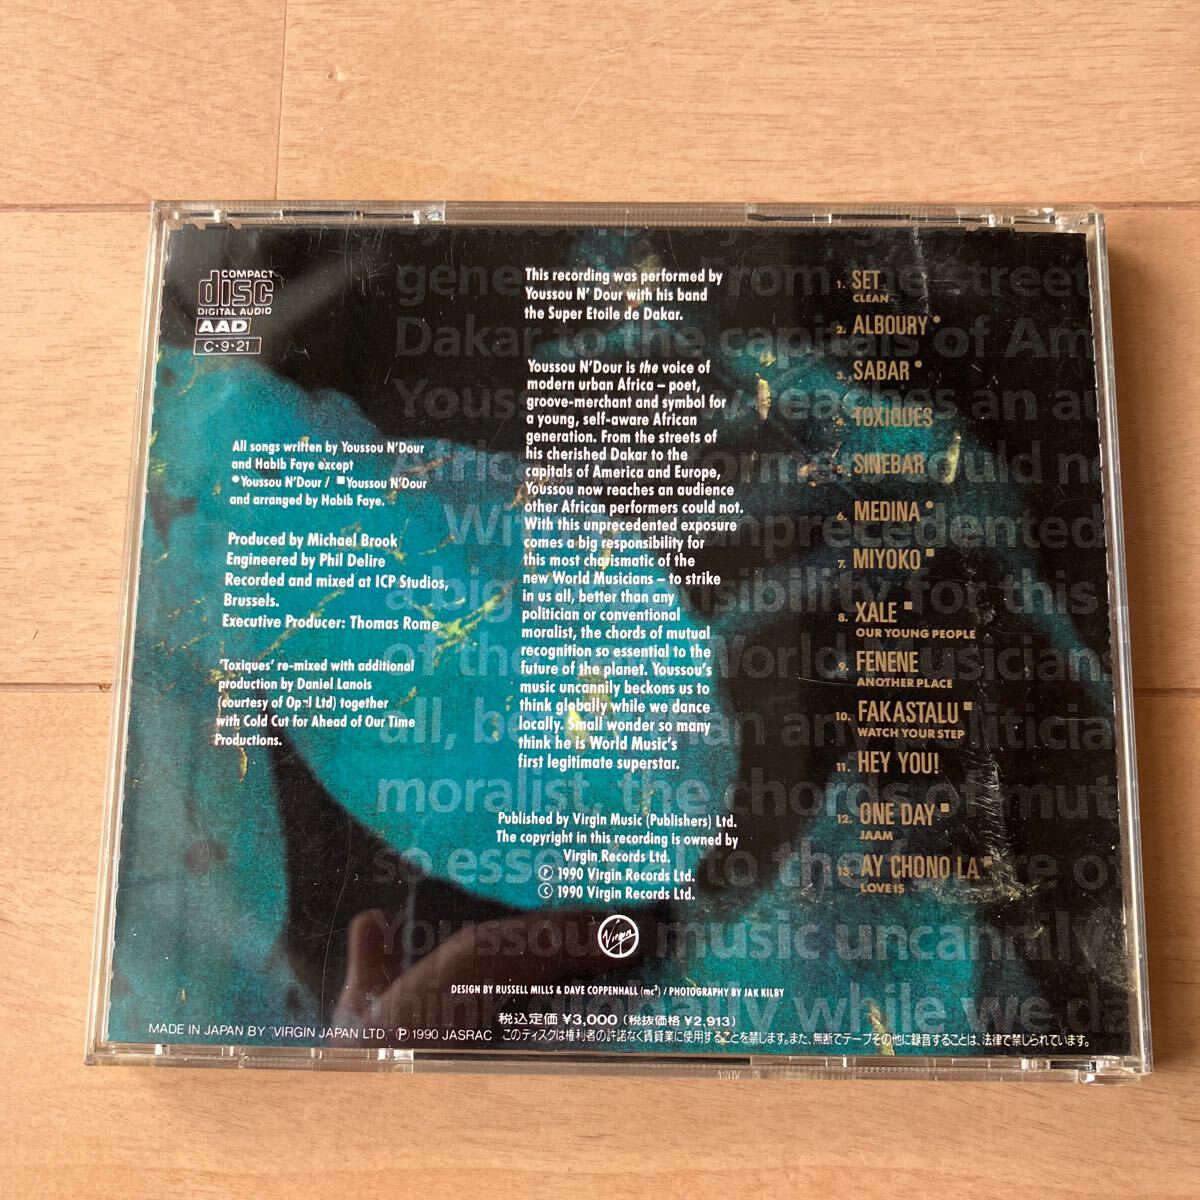 COMPACT
disc
DIGITAL AUDIO
AAD
C·9·21
All songs written by Youssou N'Dour
and Habib Faye except
●Youssou N'Dour / ■Youssou N'Dour
and arranged by Habib Faye.
Produced by Michael Brook
Engineered by Phil Delire
Recorded and mixed at ICP Studios,
Brussels.
Executive Producer: Thomas Rome
'Toxiques' re-mixed with additional
production by Daniel Lanois
(courtesy of Opal Ltd) together
with Cold Cut for Ahead of Our Time
Productions.
This recording was performed by
Youssou N' Dour with his band
the Super Etoile de Dakar.
Youssou N'Dour is the voice of
modern urban Africa – poet,
groove-merchant and symbol for
a young, self-aware African
generation. From the streets of
his cherished Dakar to the
capitals of America and Europe,
Youssou now reaches an audience
other African performers could not.
With this unprecedented exposure
comes a big responsibility for
this most charismatic of the
new World Musicians – to strike
in us all, better than any
politician or conventional
moralist, the chords of mutual
recognition so essential to the
future of the planet. Youssou's
music uncannily beckons us to
think globally while we dance
locally. Small wonder so many
think he is World Music's
first legitimate superstar.
Published by Virgin Music (Publishers) Ltd.
The copyright in this recording is owned by
Virgin Records Ltd.
Ⓟ 1990 Virgin Records Ltd.
© 1990 Virgin Records Ltd.
Virgin
1. SET
CLEAN
2. ALBOURY●
3. SABAR●
4. TOXIQUES
5. SINEBAR
6. MEDINA●
7. MIYOKO■
8. XALE■
OUR YOUNG PEOPLE
9. FENENE
ANOTHER PLACE
10. FAKASTALU■
WATCH YOUR STEP
11. HEY YOU!
12. ONE DAY■
JAAM
13. AY CHONO LA■
LOVE IS
DESIGN BY RUSSELL MILLS & DAVE COPPENHALL (mc²) / PHOTOGRAPHY BY JAK KILBY
税込定価 ¥3,000 (税抜価格 ¥2,913)
MADE IN JAPAN BY "VIRGIN JAPAN LTD." Ⓟ 1990 JASRAC このディスクは権利者の許諾なく賃貸業に使用することを禁じます。また、無断でテープその他に録音することは、法律で禁じられています。